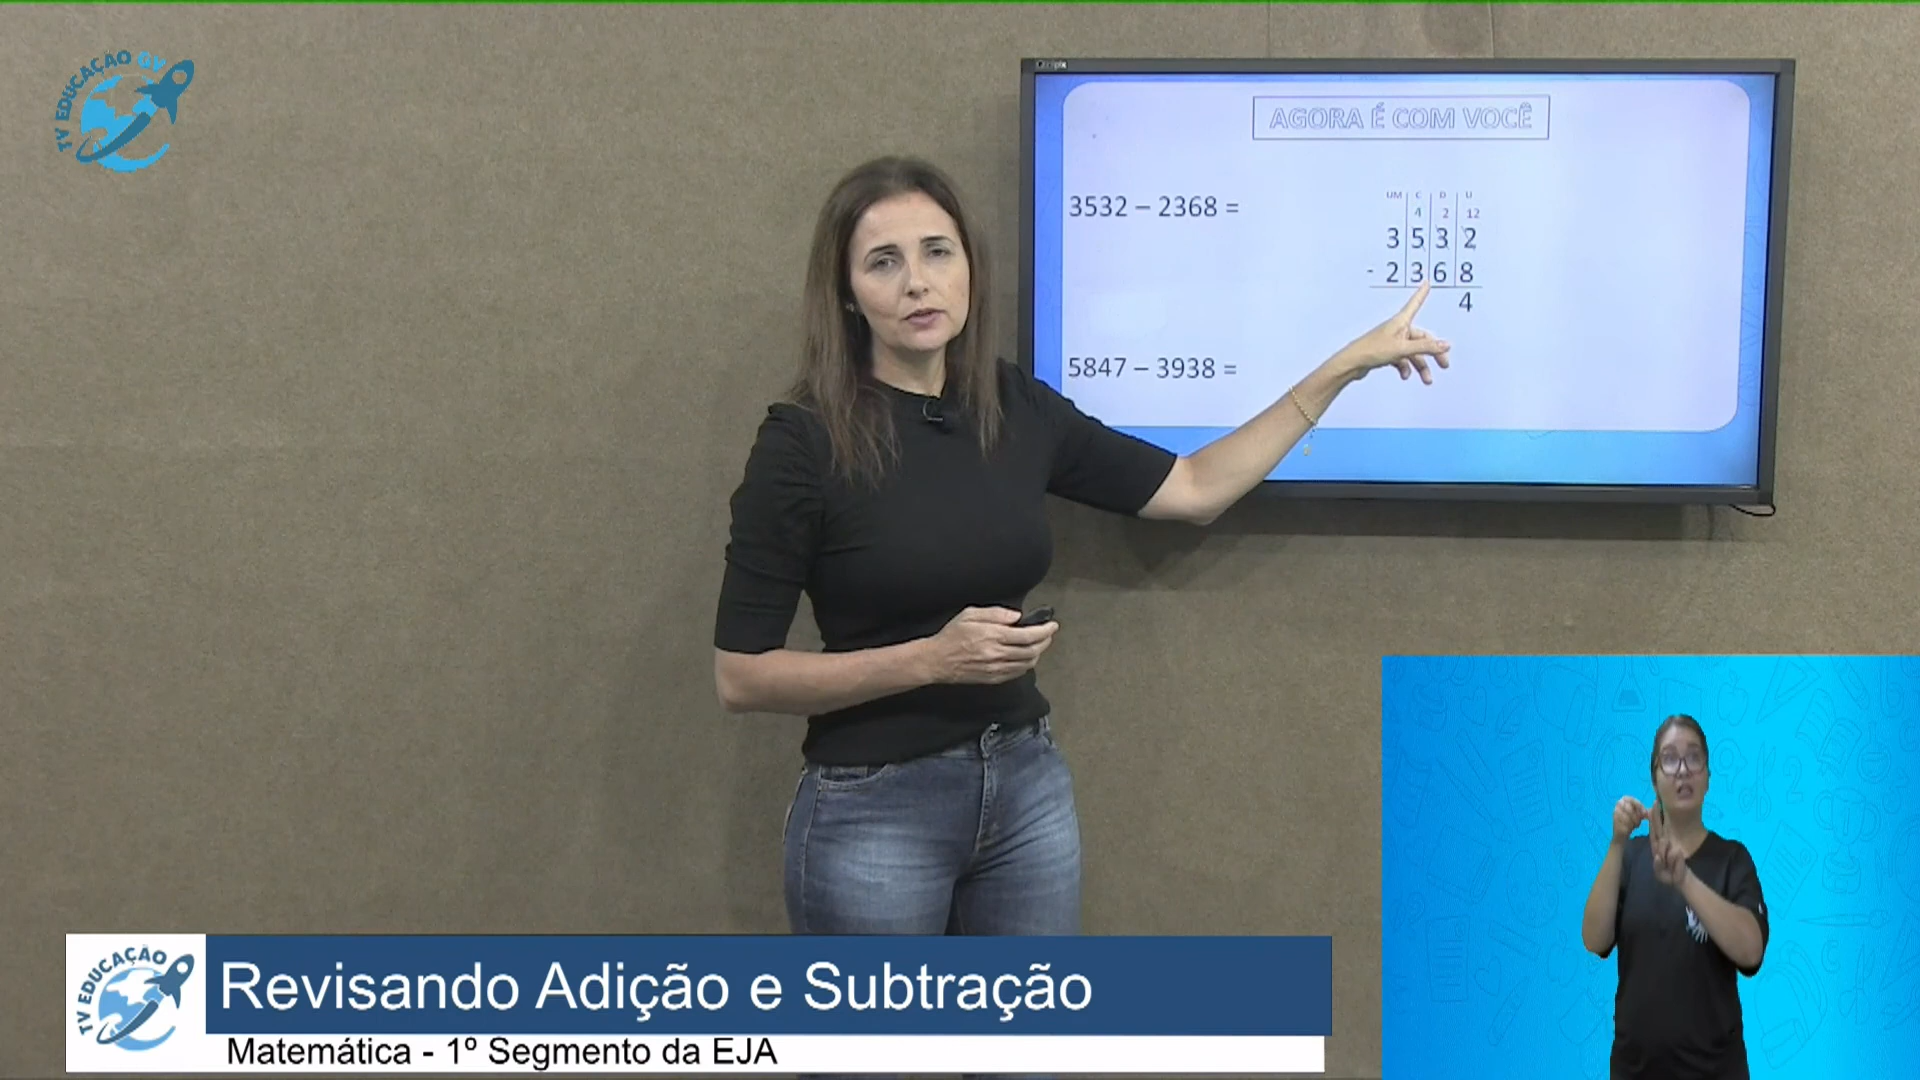 TV EDUCAÇÃO GV
AGORA É COM VOCÊ
3532 – 2368 =
UM C D U
4 2 12
3 5 3 2
- 2 3 6 8
4
5847 – 3938 =
TV EDUCAÇÃO
Revisando Adição e Subtração
Matemática - 1º Segmento da EJA